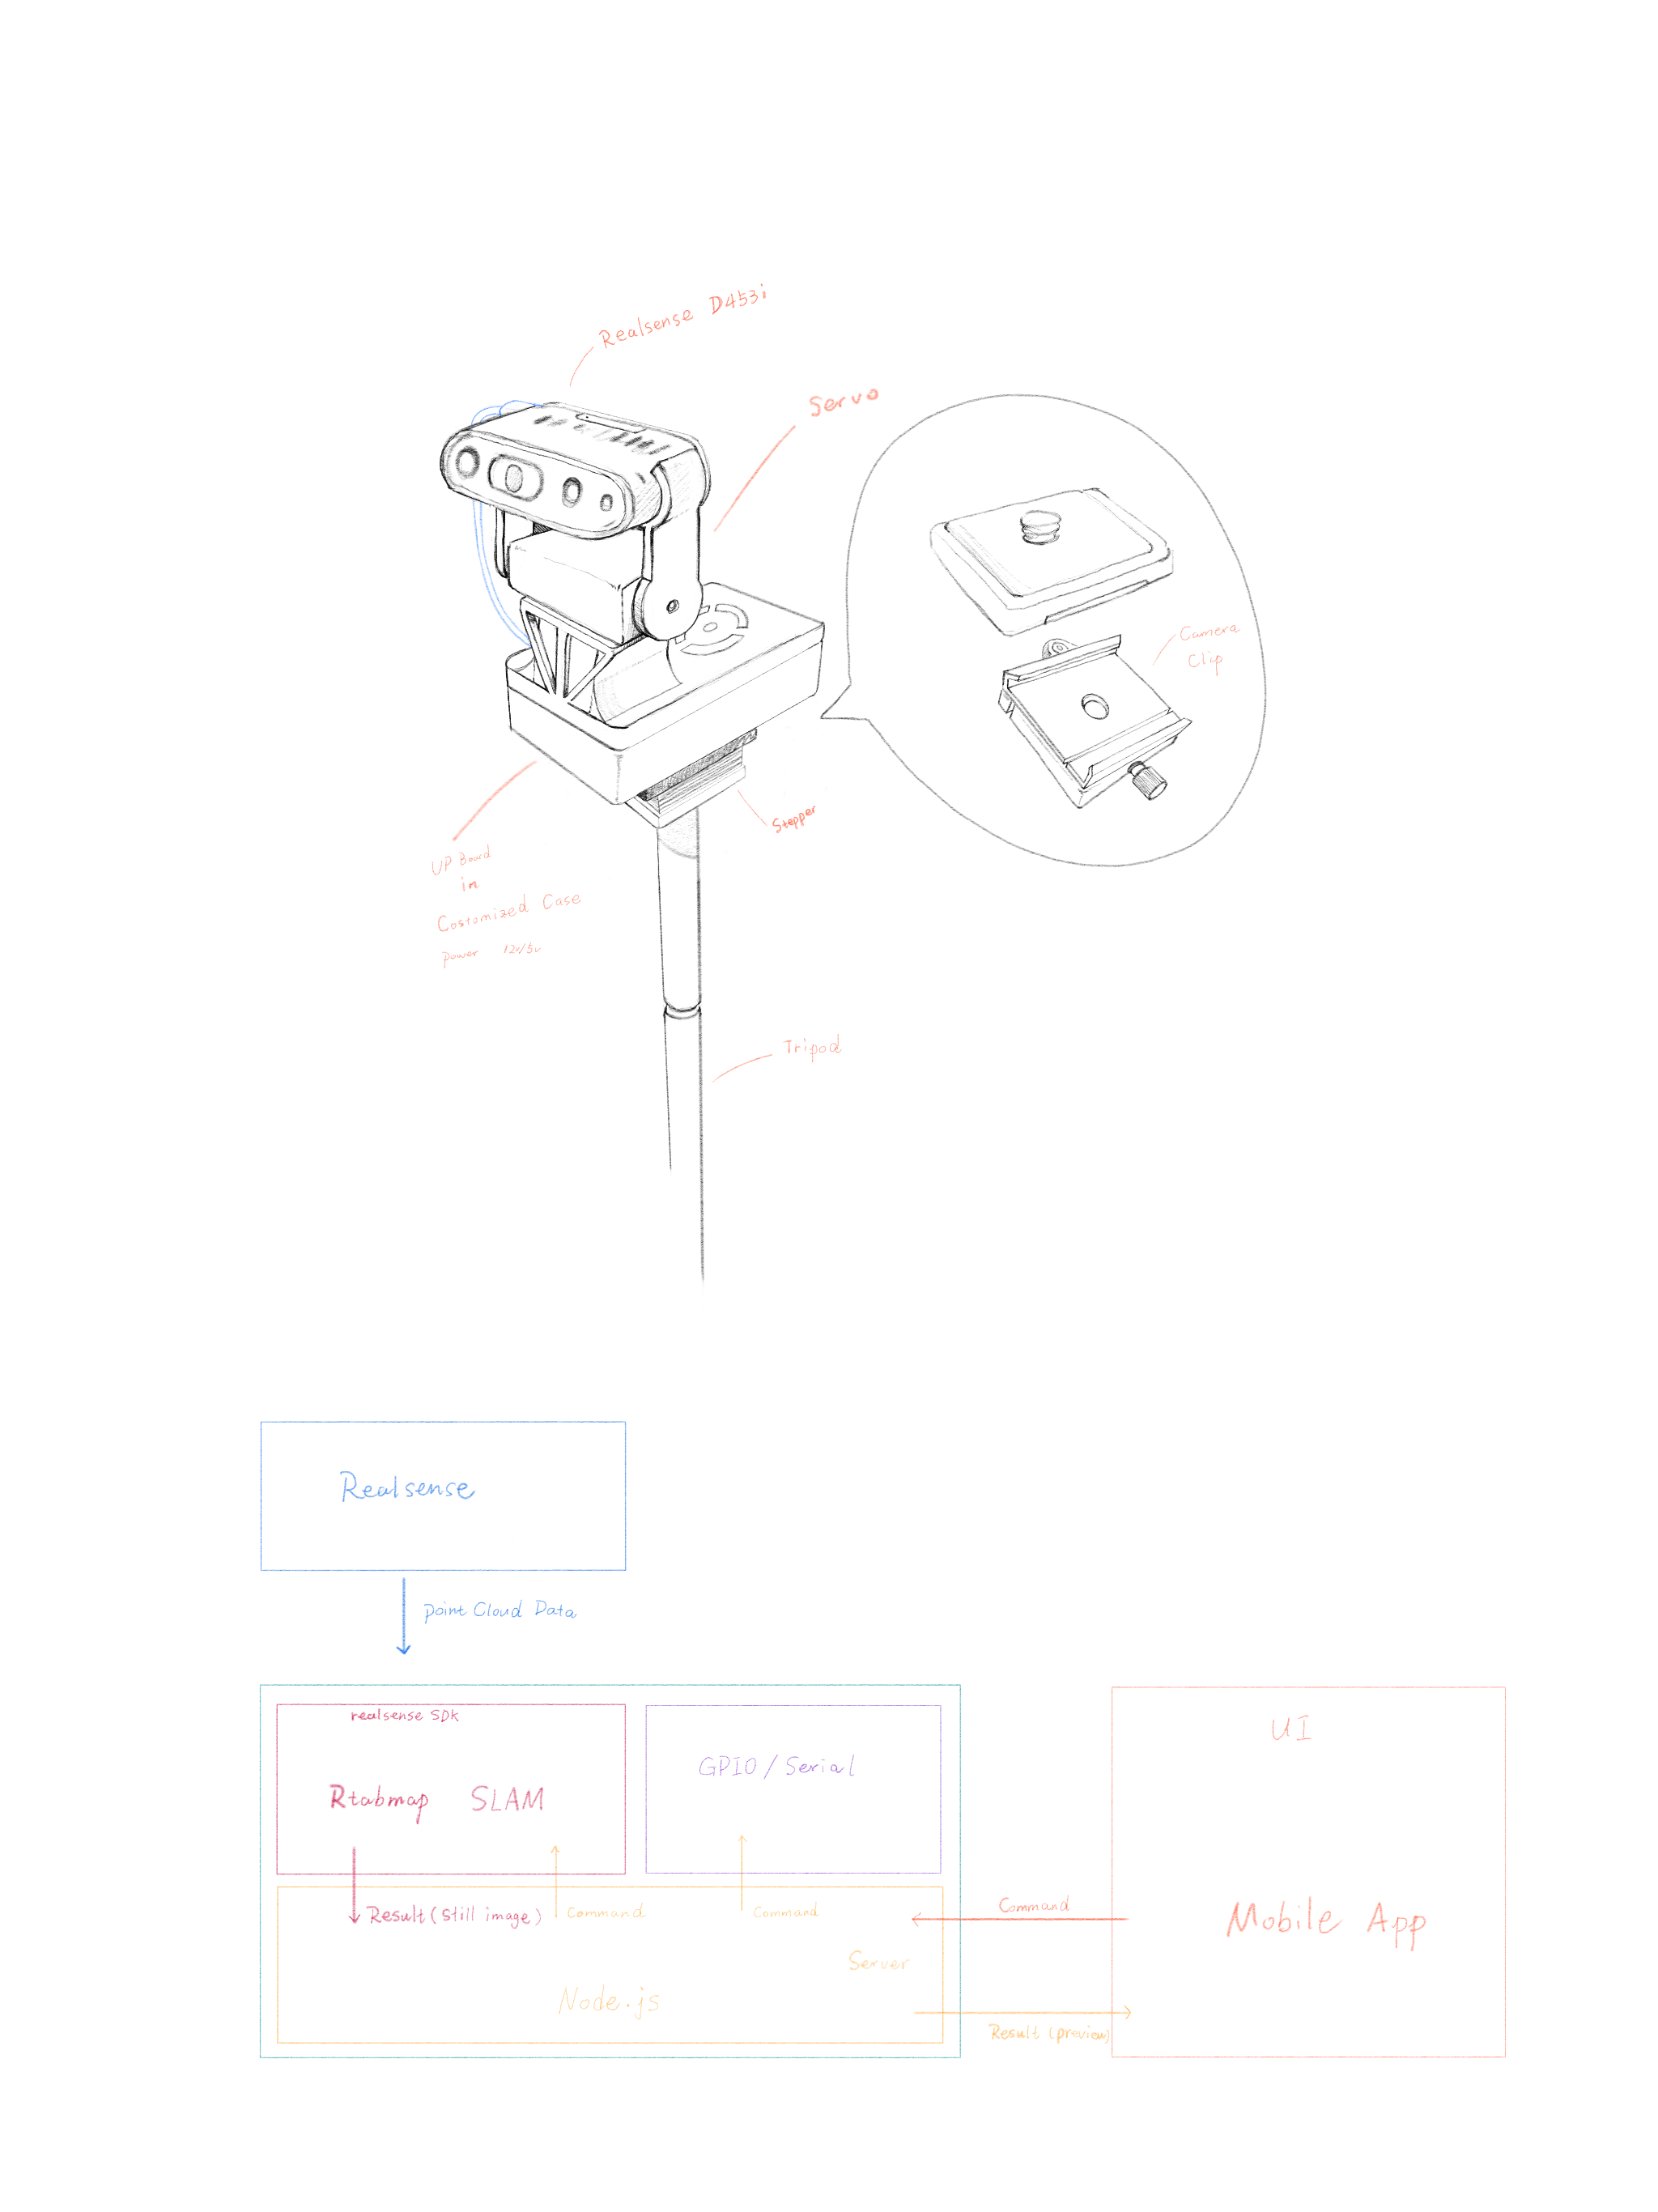 Realsense D453i
Servo
Camera
Clip
Stepper
UP Board
in
Costomized Case
power 12v/5v
Tripod
Realsense
point Cloud Data
realsense SDK
Rtabmap SLAM
GPIO / Serial
UI
Result (Still image)
Command
Command
Command
Mobile App
Server
Node.js
Result (preview)